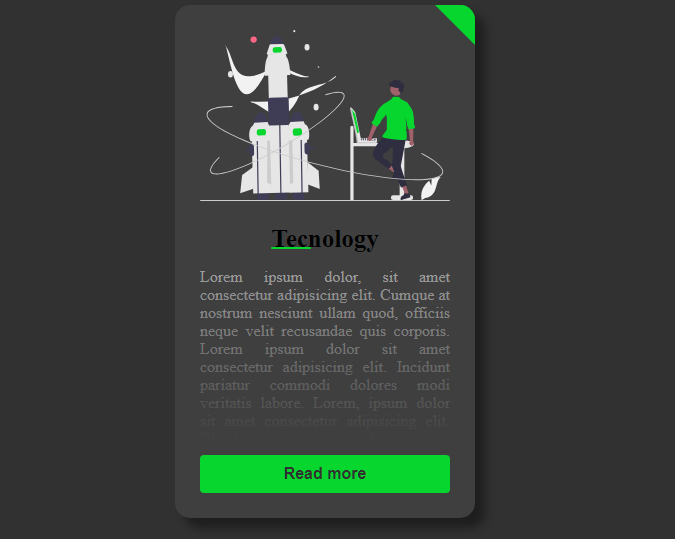 Tecnology
Lorem ipsum dolor, sit amet
consectetur adipisicing elit. Cumque at
nostrum nesciunt ullam quod, officiis
neque velit recusandae quis corporis.
Lorem ipsum dolor sit amet
consectetur adipisicing elit. Incidunt
pariatur commodi dolores modi
veritatis labore. Lorem, ipsum dolor
sit amet consectetur adipisicing elit.
Read more